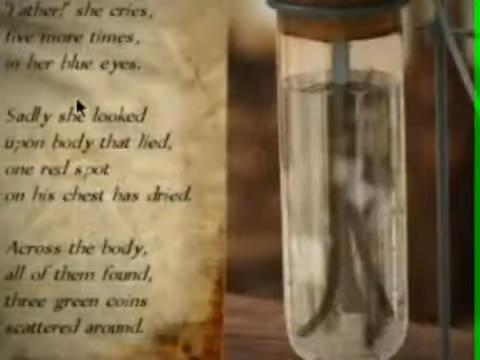 "Father!" she cries,
five more times,
in her blue eyes.
Sadly she looked
upon body that lied,
one red spot
on his chest has dried.
Across the body,
all of them found,
three green coins
scattered around.